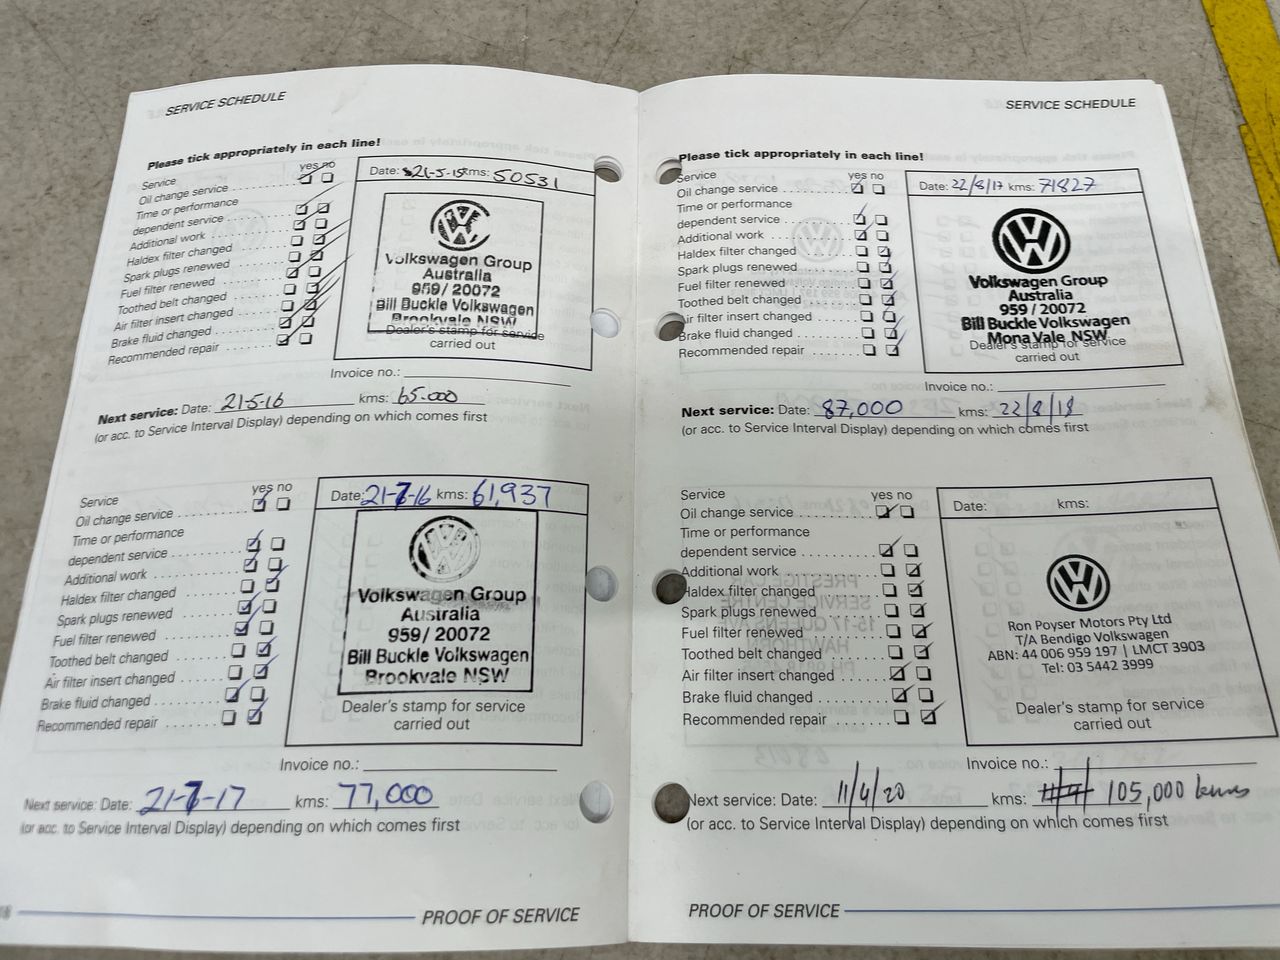 SERVICE SCHEDULE
Please tick appropriately in each line!
yes no
Service
Oil change service
Time or performance
dependent service
Additional work
Haldex filter changed
Spark plugs renewed
Fuel filter renewed
Toothed belt changed
Air filter insert changed
Brake fluid changed
Recommended repair
Date: 21-5-15 kms: 50531
Volkswagen Group
Australia
959 / 20072
Bill Buckle Volkswagen
Brookvale NSW
Dealer's stamp for service
carried out
Invoice no.:
Next service: Date: 21-5-16 kms: 65.000
(or acc. to Service Interval Display) depending on which comes first
yes no
Service
Oil change service
Time or performance
dependent service
Additional work
Haldex filter changed
Spark plugs renewed
Fuel filter renewed
Toothed belt changed
Air filter insert changed
Brake fluid changed
Recommended repair
Date: 21-7-16 kms: 61,937
Volkswagen Group
Australia
959 / 20072
Bill Buckle Volkswagen
Brookvale NSW
Dealer's stamp for service
carried out
Invoice no.:
Next service: Date: 21-7-17 kms: 77,000
(or acc. to Service Interval Display) depending on which comes first
PROOF OF SERVICE
SERVICE SCHEDULE
Please tick appropriately in each line!
Service yes no
Oil change service
Time or performance
dependent service
Additional work
Haldex filter changed
Spark plugs renewed
Fuel filter renewed
Toothed belt changed
Air filter insert changed
Brake fluid changed
Recommended repair
Date: 22/8/17 kms: 71827
Volkswagen Group
Australia
959 / 20072
Bill Buckle Volkswagen
Mona Vale NSW
Dealer's stamp for service
carried out
Invoice no.:
Next service: Date: 87,000 kms: 22/8/18
(or acc. to Service Interval Display) depending on which comes first
Service yes no
Oil change service
Time or performance
dependent service
Additional work
Haldex filter changed
Spark plugs renewed
Fuel filter renewed
Toothed belt changed
Air filter insert changed
Brake fluid changed
Recommended repair
Date: kms:
Ron Poyser Motors Pty Ltd
T/A Bendigo Volkswagen
ABN: 44 006 959 197 | LMCT 3903
Tel: 03 5442 3999
Dealer's stamp for service
carried out
Invoice no.:
Next service: Date: 11/4/20 kms: 105,000 kms
(or acc. to Service Interval Display) depending on which comes first
PROOF OF SERVICE